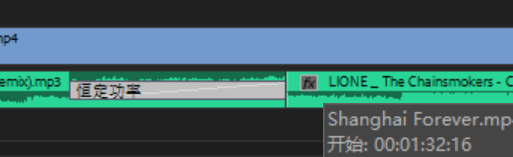 mp4
emix).mp3
恒定功率
fx
LIONE _ The Chainsmokers - C
Shanghai Forever.mp
开始: 00:01:32:16